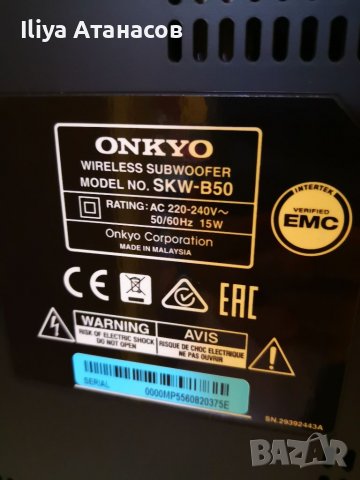 Iliya Атанасов
ONKYO
WIRELESS SUBWOOFER
MODEL NO. SKW-B50
RATING: AC 220-240V~
50/60Hz 15W
Onkyo Corporation
MADE IN MALAYSIA
INTERTEK
VERIFIED
EMC
CE EAC
WARNING
RISK OF ELECTRIC SHOCK
DO NOT OPEN
AVIS
RISQUE DE CHOC ELECTRIQUE
NE PAS OUVRIR
SERIAL 0000MP5560820375E
SN 29392443A
BAZAR